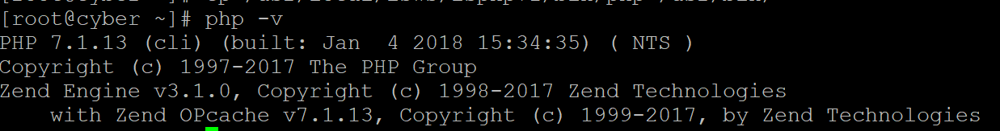 [root@cyber ~]# php -v
PHP 7.1.13 (cli) (built: Jan  4 2018 15:34:35) ( NTS )
Copyright (c) 1997-2017 The PHP Group
Zend Engine v3.1.0, Copyright (c) 1998-2017 Zend Technologies
    with Zend OPcache v7.1.13, Copyright (c) 1999-2017, by Zend Technologies